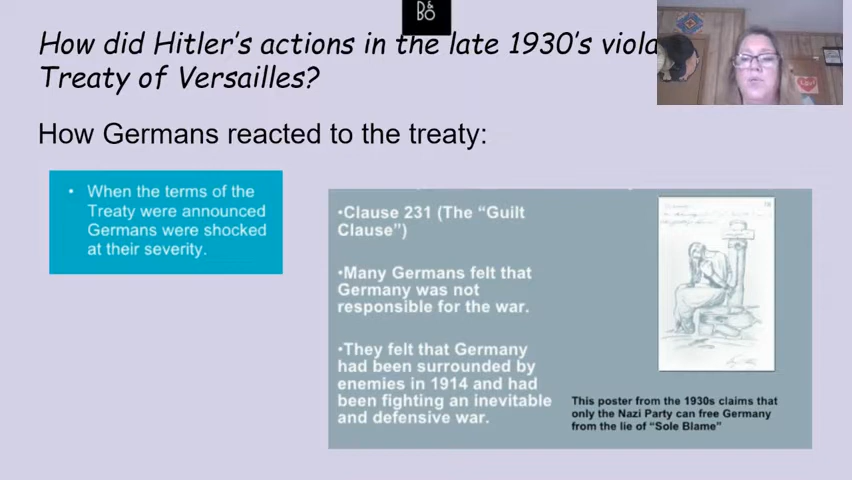 B&O
How did Hitler's actions in the late 1930's viola
Treaty of Versailles?
How Germans reacted to the treaty:
• When the terms of the
Treaty were announced
Germans were shocked
at their severity.
•Clause 231 (The “Guilt
Clause”)
•Many Germans felt that
Germany was not
responsible for the war.
•They felt that Germany
had been surrounded by
enemies in 1914 and had
been fighting an inevitable
and defensive war.
This poster from the 1930s claims that
only the Nazi Party can free Germany
from the lie of “Sole Blame”